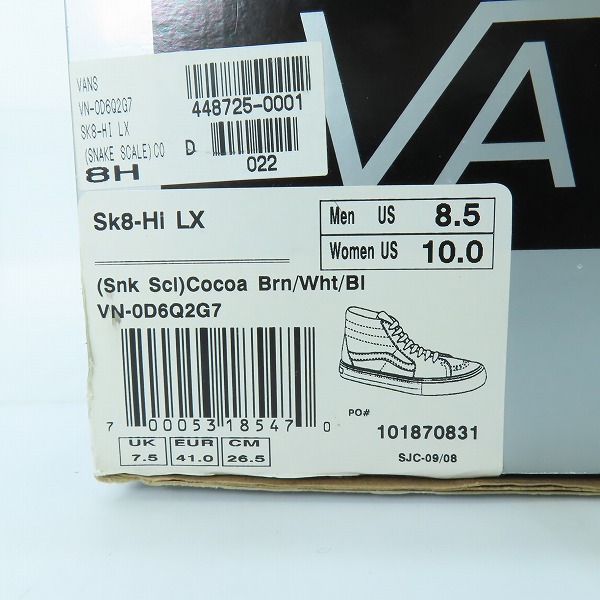 VANS
VN-0D6Q2G7
SK8-HI LX
(SNAKE SCALE)CO
8H
448725-0001
D
022
VA
Sk8-Hi LX
Men US 8.5
Women US 10.0
(Snk Scl)Cocoa Brn/Wht/Bl
VN-0D6Q2G7
7 00053 18547 0
UK EUR CM
7.5 41.0 26.5
PO#
101870831
SJC-09/08